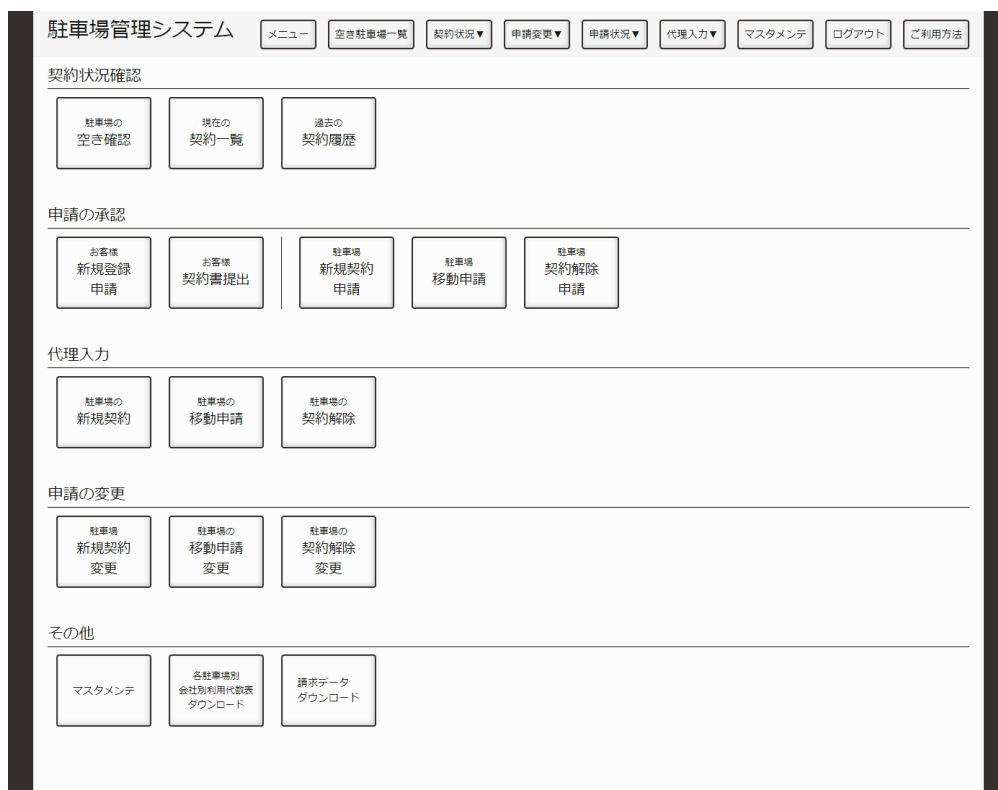 駐車場管理システム
メニュー
空き駐車場一覧
契約状況▼
申請変更▼
申請状況▼
代理入力▼
マスタメンテ
ログアウト
ご利用方法
契約状況確認
駐車場の
空き確認
現在の
契約一覧
過去の
契約履歴
申請の承認
お客様
新規登録
申請
お客様
契約書提出
駐車場
新規契約
申請
駐車場
移動申請
駐車場
契約解除
申請
代理入力
駐車場の
新規契約
駐車場の
移動申請
駐車場の
契約解除
申請の変更
駐車場
新規契約
変更
駐車場の
移動申請
変更
駐車場の
契約解除
変更
その他
マスタメンテ
各駐車場別
会社別利用代数表
ダウンロード
請求データ
ダウンロード